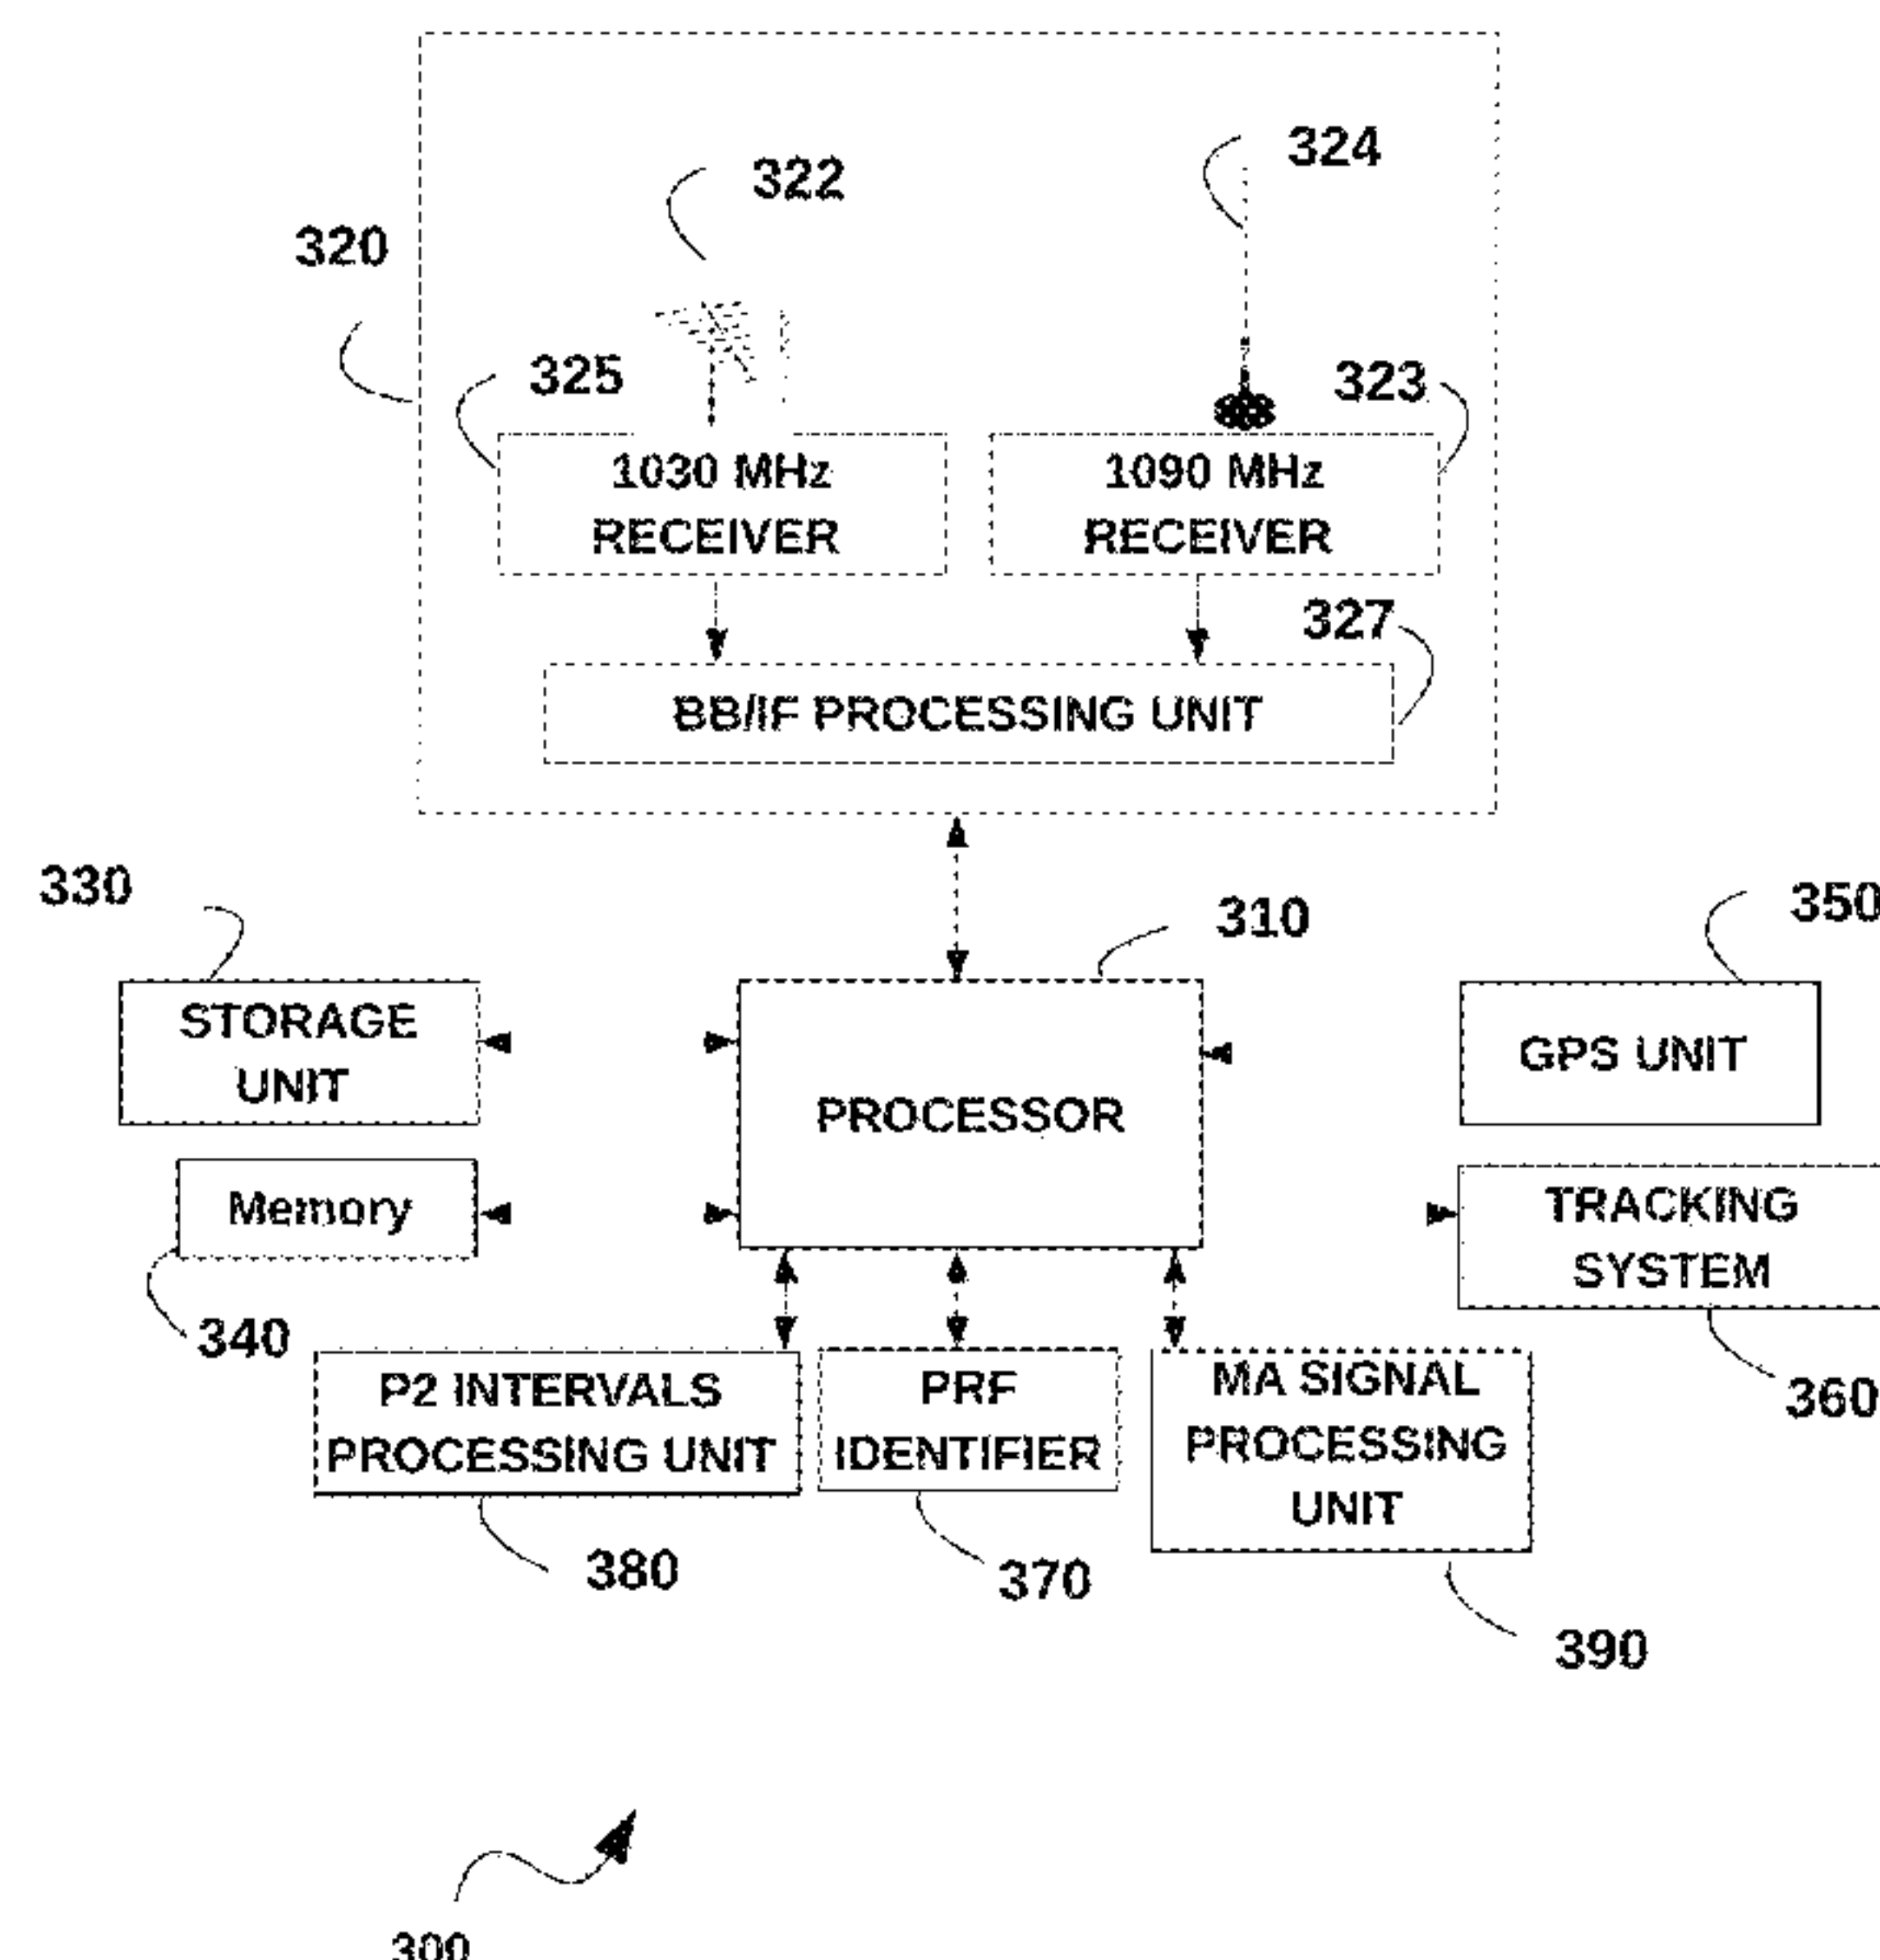 324
322
320
325
323
1030 MHz
RECEIVER
1090 MHz
RECEIVER
327
BB/IF PROCESSING UNIT
330
310
350
STORAGE
UNIT
GPS UNIT
PROCESSOR
Memory
TRACKING
SYSTEM
340
360
P2 INTERVALS
PROCESSING UNIT
PRF
IDENTIFIER
MA SIGNAL
PROCESSING
UNIT
380
370
390
300